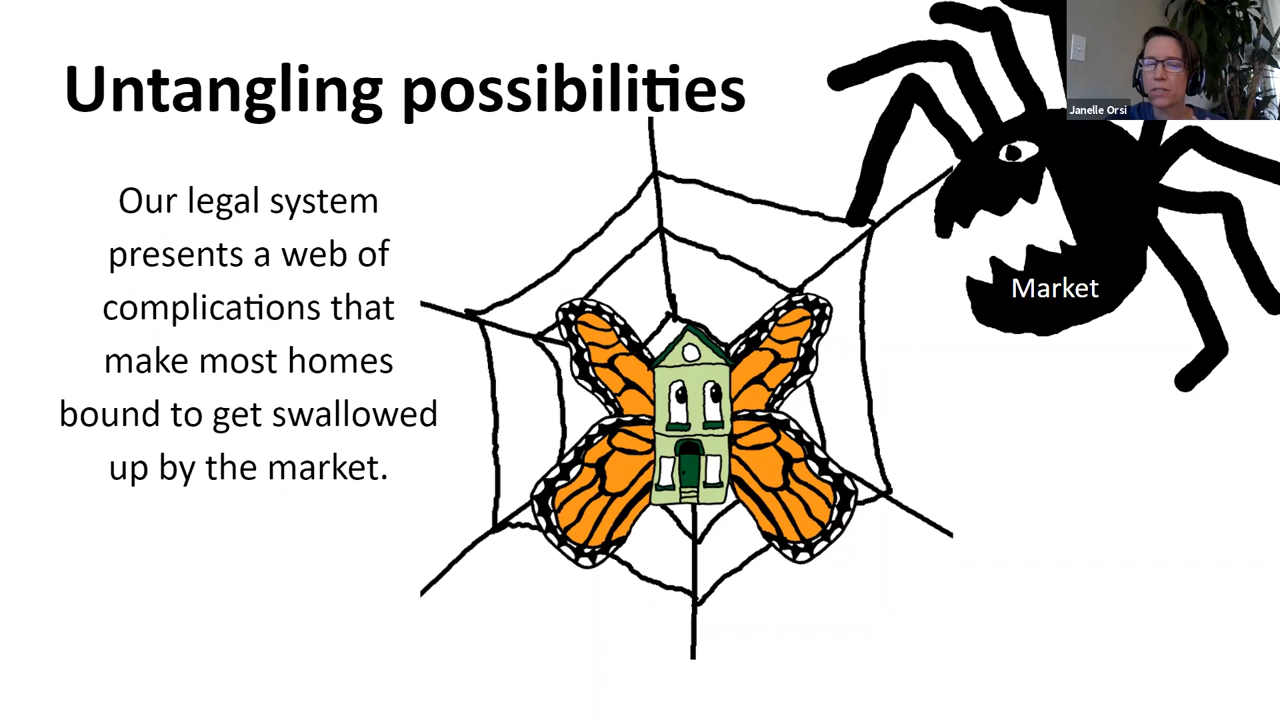 Untangling possibilities
Janelle Orsi
Our legal system
presents a web of
complications that
make most homes
bound to get swallowed
up by the market.
Market